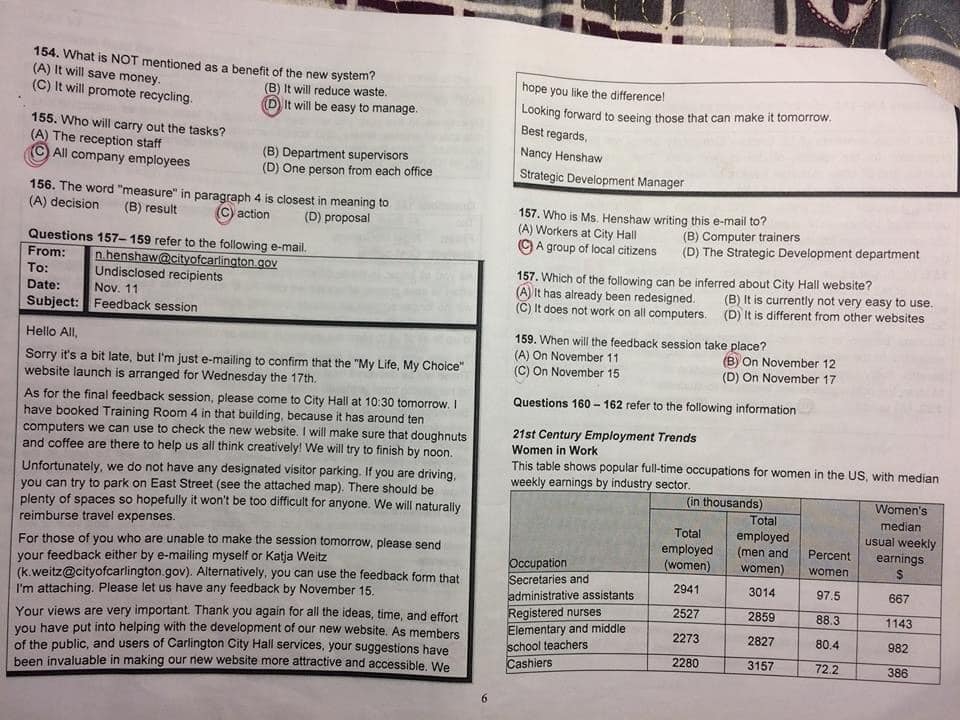 154. What is NOT mentioned as a benefit of the new system?
(A) It will save money. (B) It will reduce waste.
(C) It will promote recycling. (D) It will be easy to manage.
155. Who will carry out the tasks?
(A) The reception staff (B) Department supervisors
(C) All company employees (D) One person from each office
156. The word "measure" in paragraph 4 is closest in meaning to
(A) decision (B) result (C) action (D) proposal
Questions 157– 159 refer to the following e-mail.
From: n.henshaw@cityofcarlington.gov
To: Undisclosed recipients
Date: Nov. 11
Subject: Feedback session
Hello All,
Sorry it's a bit late, but I'm just e-mailing to confirm that the "My Life, My Choice"
website launch is arranged for Wednesday the 17th.
As for the final feedback session, please come to City Hall at 10:30 tomorrow. I
have booked Training Room 4 in that building, because it has around ten
computers we can use to check the new website. I will make sure that doughnuts
and coffee are there to help us all think creatively! We will try to finish by noon.
Unfortunately, we do not have any designated visitor parking. If you are driving,
you can try to park on East Street (see the attached map). There should be
plenty of spaces so hopefully it won't be too difficult for anyone. We will naturally
reimburse travel expenses.
For those of you who are unable to make the session tomorrow, please send
your feedback either by e-mailing myself or Katja Weitz
(k.weitz@cityofcarlington.gov). Alternatively, you can use the feedback form that
I'm attaching. Please let us have any feedback by November 15.
Your views are very important. Thank you again for all the ideas, time, and effort
you have put into helping with the development of our new website. As members
of the public, and users of Carlington City Hall services, your suggestions have
been invaluable in making our new website more attractive and accessible. We
hope you like the difference!
Looking forward to seeing those that can make it tomorrow.
Best regards,
Nancy Henshaw
Strategic Development Manager
157. Who is Ms. Henshaw writing this e-mail to?
(A) Workers at City Hall (B) Computer trainers
(C) A group of local citizens (D) The Strategic Development department
157. Which of the following can be inferred about City Hall website?
(A) It has already been redesigned. (B) It is currently not very easy to use.
(C) It does not work on all computers. (D) It is different from other websites
159. When will the feedback session take place?
(A) On November 11 (B) On November 12
(C) On November 15 (D) On November 17
Questions 160 – 162 refer to the following information
21st Century Employment Trends
Women in Work
This table shows popular full-time occupations for women in the US, with median
weekly earnings by industry sector.
(in thousands)
Occupation
Total
employed
(women)
Total
employed
(men and
women)
Percent
women
Women's
median
usual weekly
earnings
$
Secretaries and
administrative assistants 2941 3014 97.5 667
Registered nurses 2527 2859 88.3 1143
Elementary and middle
school teachers 2273 2827 80.4 982
Cashiers 2280 3157 72.2 386
6